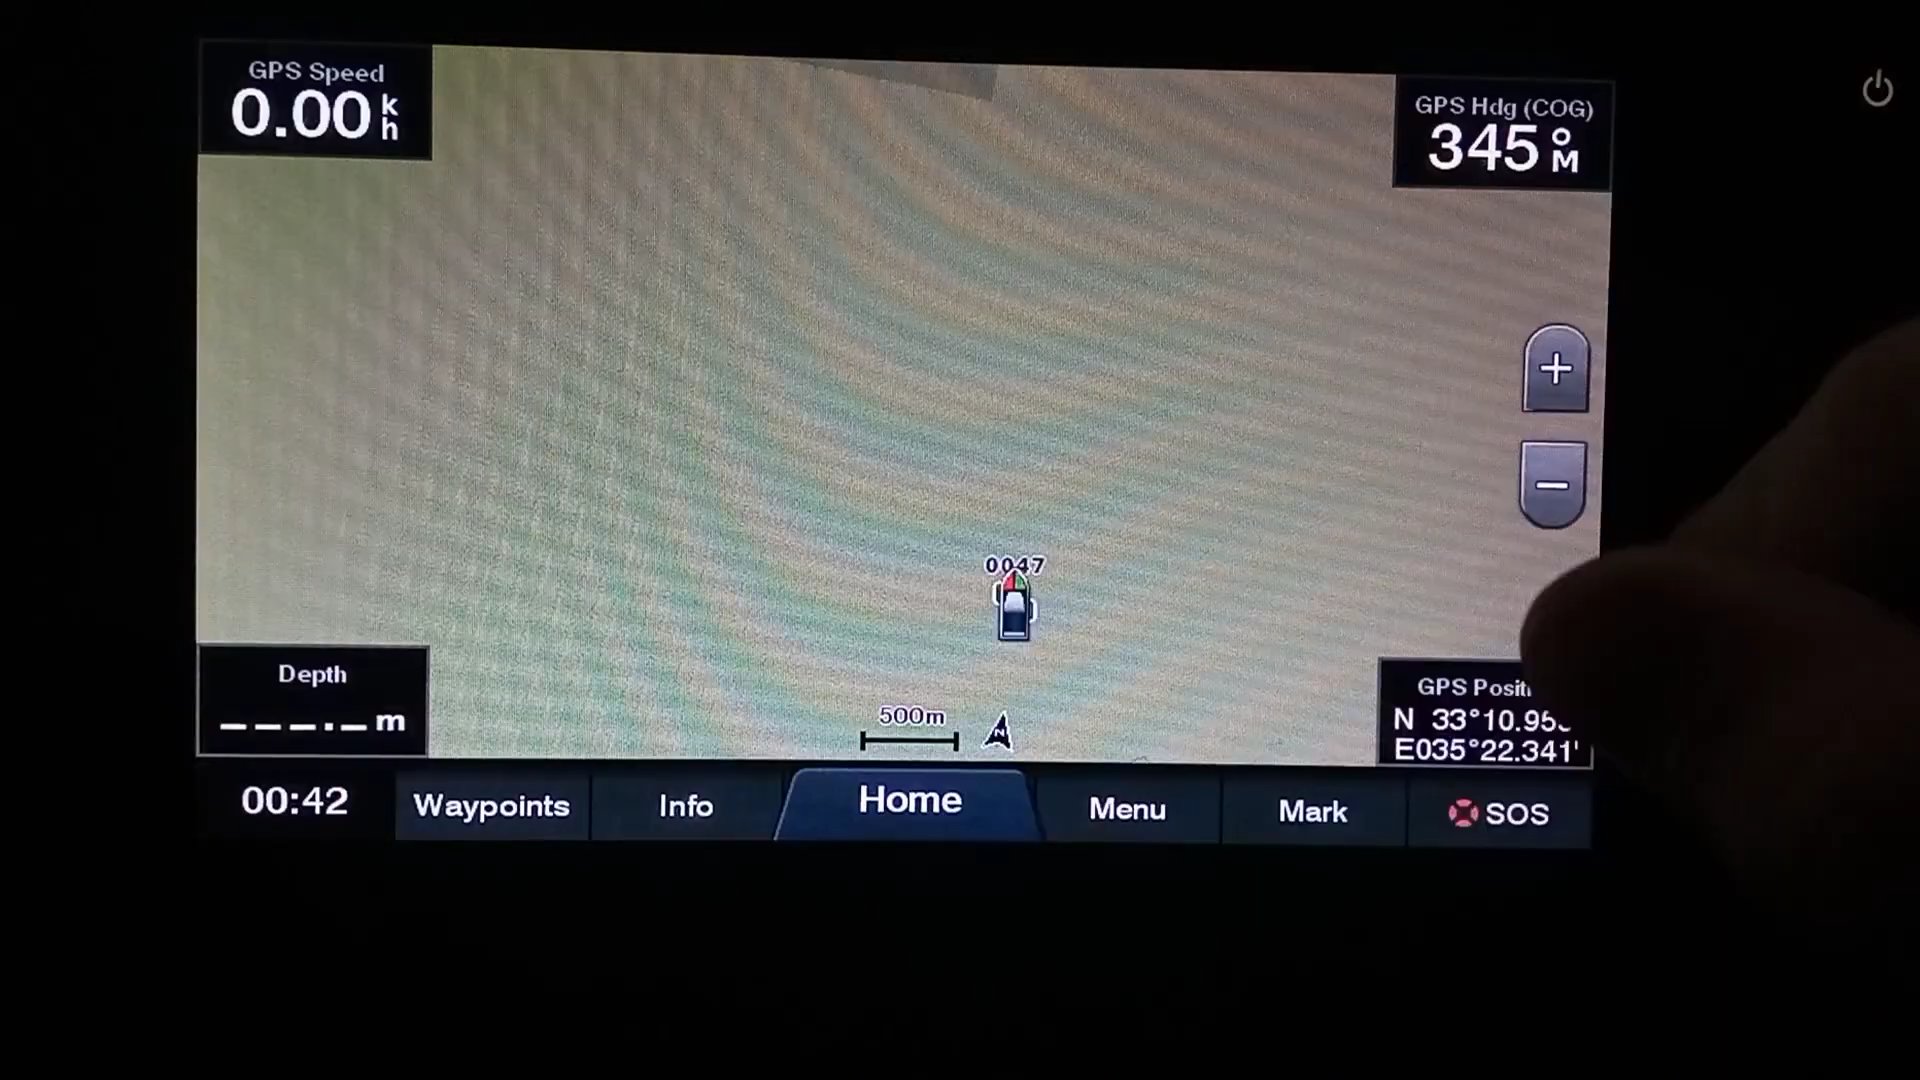 GPS Speed
0.00 kh
GPS Hdg (COG)
345 °M
0047
500m
N
Depth
---.- m
GPS
N 33°10.95
E035°22.341'
00:42
Waypoints
Info
Home
Menu
Mark
SOS